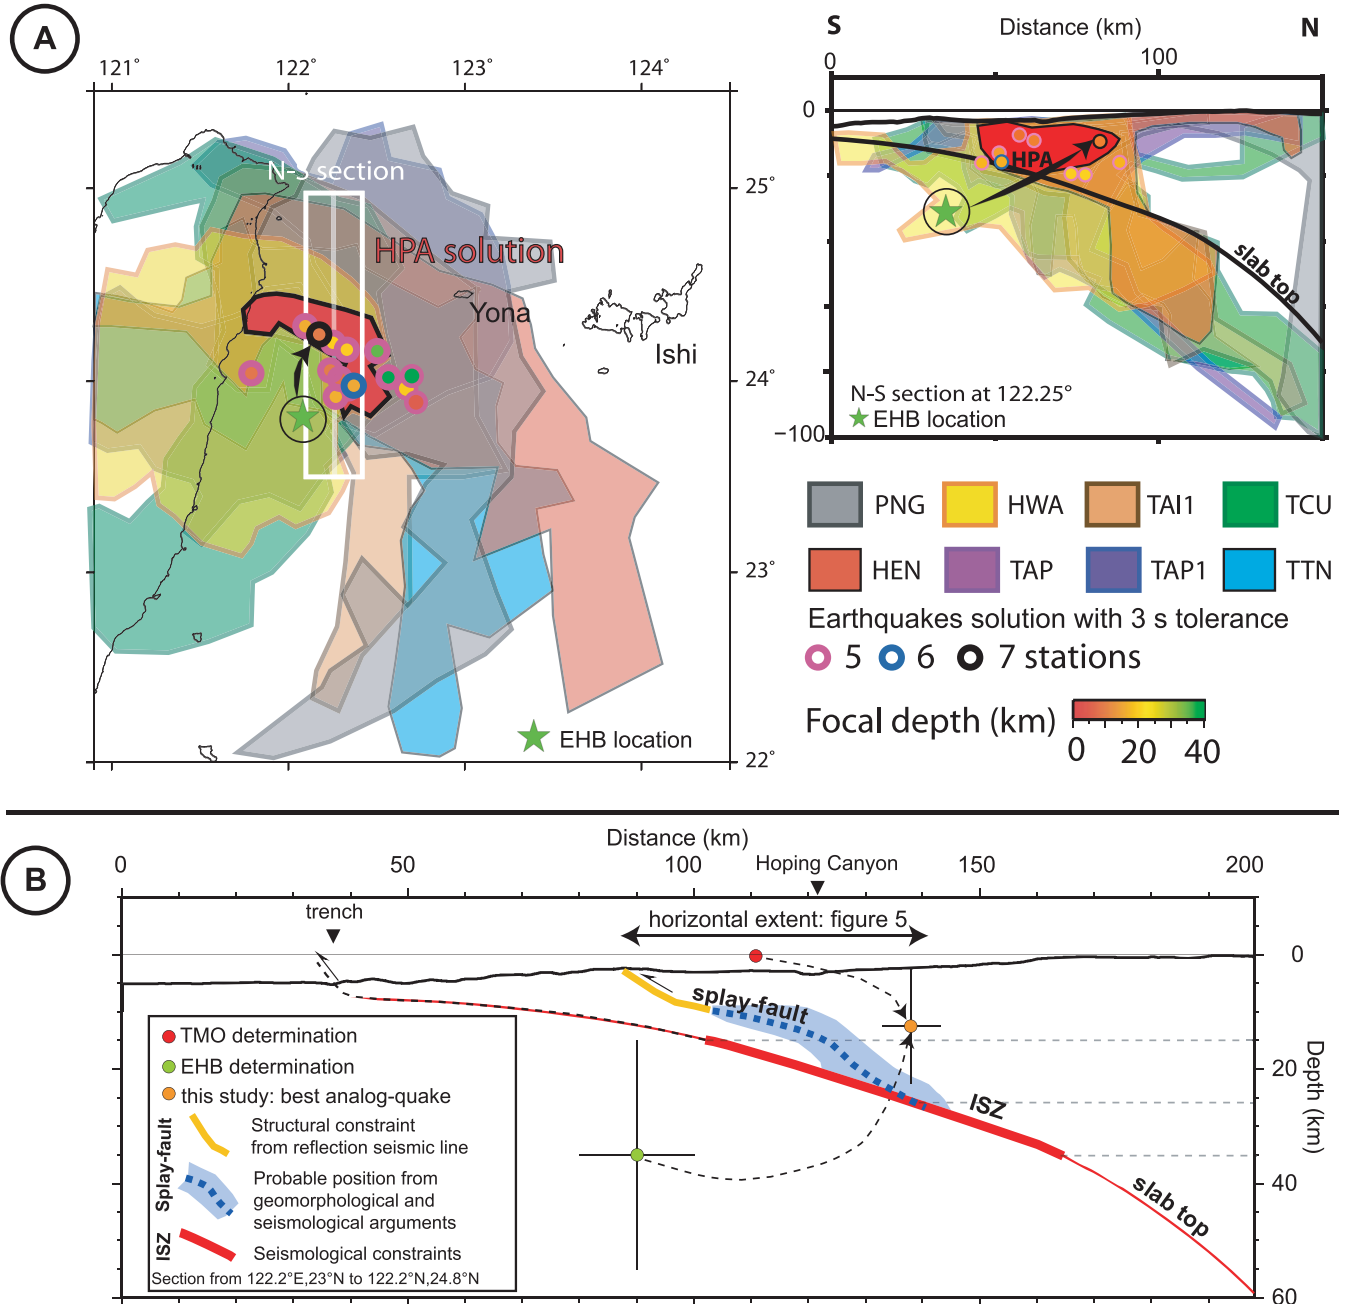 A
121° 122° 123° 124°
N-S section
25°
HPA solution
Yona
Ishi
24°
23°
EHB location
22°
S Distance (km) N
0 100
0
HPA
slab top
N-S section at 122.25°
EHB location
−100
PNG HWA TAI1 TCU
HEN TAP TAP1 TTN
Earthquakes solution with 3 s tolerance
5 6 7 stations
Focal depth (km)
0 20 40
B
Distance (km)
0 50 100 150 200
Hoping Canyon
trench
horizontal extent: figure 5
0
splay-fault
TMO determination
EHB determination
this study: best analog-quake
Splay-fault
Structural constraint
from reflection seismic line
Probable position from
geomorphological and
seismological arguments
ISZ
Seismological constraints
Section from 122.2°E,23°N to 122.2°N,24.8°N
ISZ
slab top
20
Depth (km)
40
60